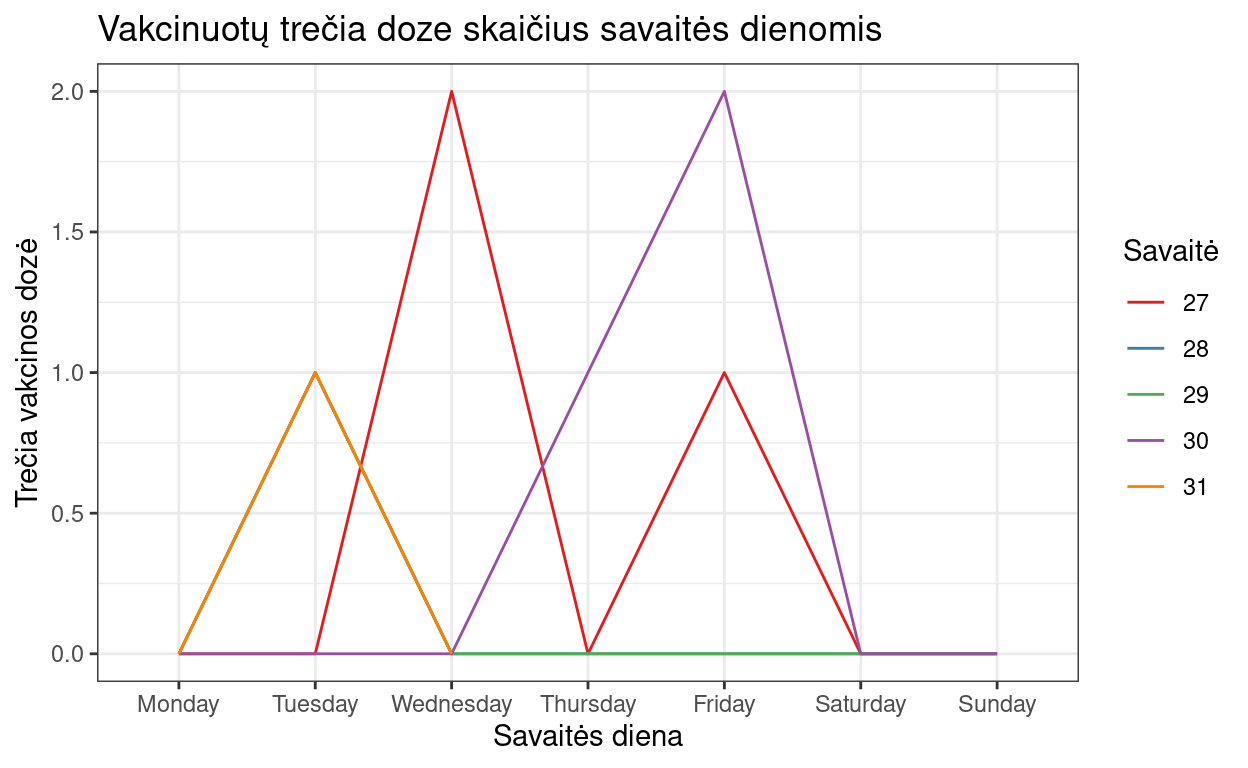 Vakcinuotų trečia doze skaičius savaitės dienomis
Trečia vakcinos dozė
2.0
1.5
1.0
0.5
0.0
Monday Tuesday Wednesday Thursday Friday Saturday Sunday
Savaitės diena
Savaitė
27
28
29
30
31